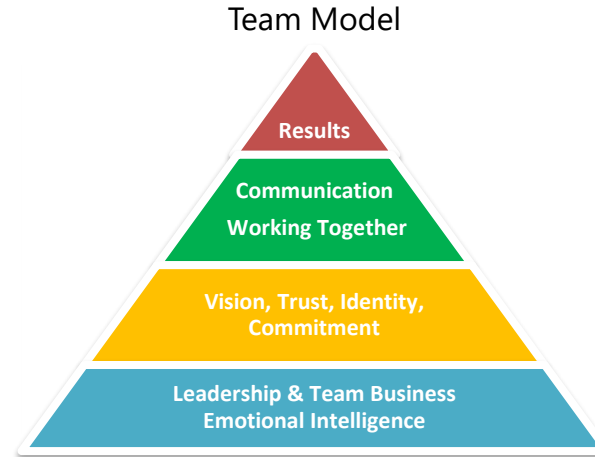 Team Model
Results
Communication
Working Together
Vision, Trust, Identity,
Commitment
Leadership & Team Business
Emotional Intelligence